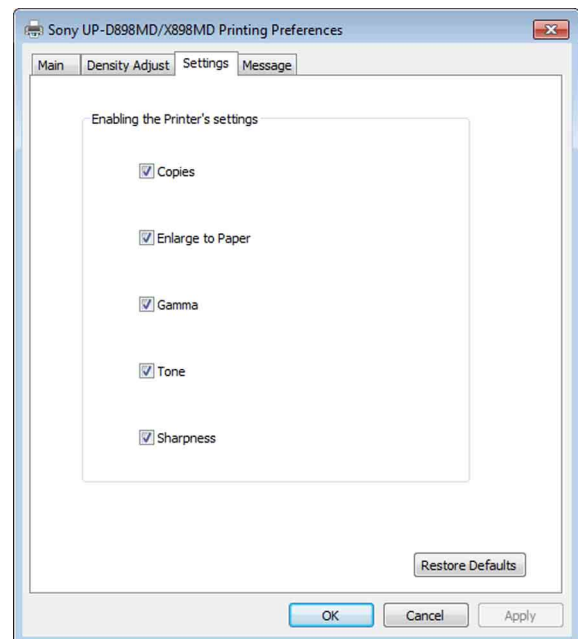 Sony UP-D898MD/X898MD Printing Preferences
Main Density Adjust Settings Message
Enabling the Printer's settings
Copies
Enlarge to Paper
Gamma
Tone
Sharpness
Restore Defaults
OK Cancel Apply